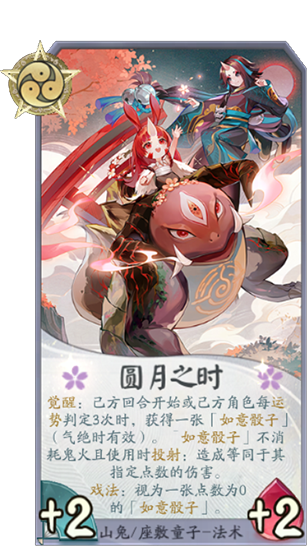 圆月之时
觉醒：己方回合开始或己方角色每运
势判定3次时，获得一张「如意骰子」
（气绝时有效）。「如意骰子」不消
耗鬼火且使用时投射：造成等同于其
指定点数的伤害。
戏法：视为一张点数为0
的「如意骰子」。
+2
山兔/座敷童子—法术
+2